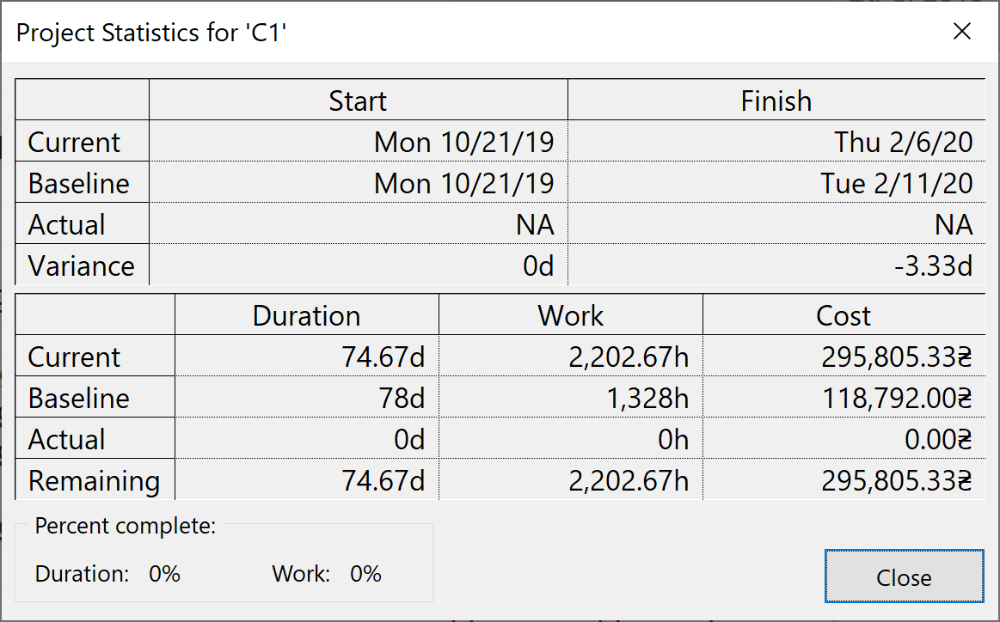 Project Statistics for 'C1'
Start Finish
Current Mon 10/21/19 Thu 2/6/20
Baseline Mon 10/21/19 Tue 2/11/20
Actual NA NA
Variance 0d -3.33d
Duration Work Cost
Current 74.67d 2,202.67h 295,805.33₴
Baseline 78d 1,328h 118,792.00₴
Actual 0d 0h 0.00₴
Remaining 74.67d 2,202.67h 295,805.33₴
Percent complete:
Duration: 0% Work: 0%
Close